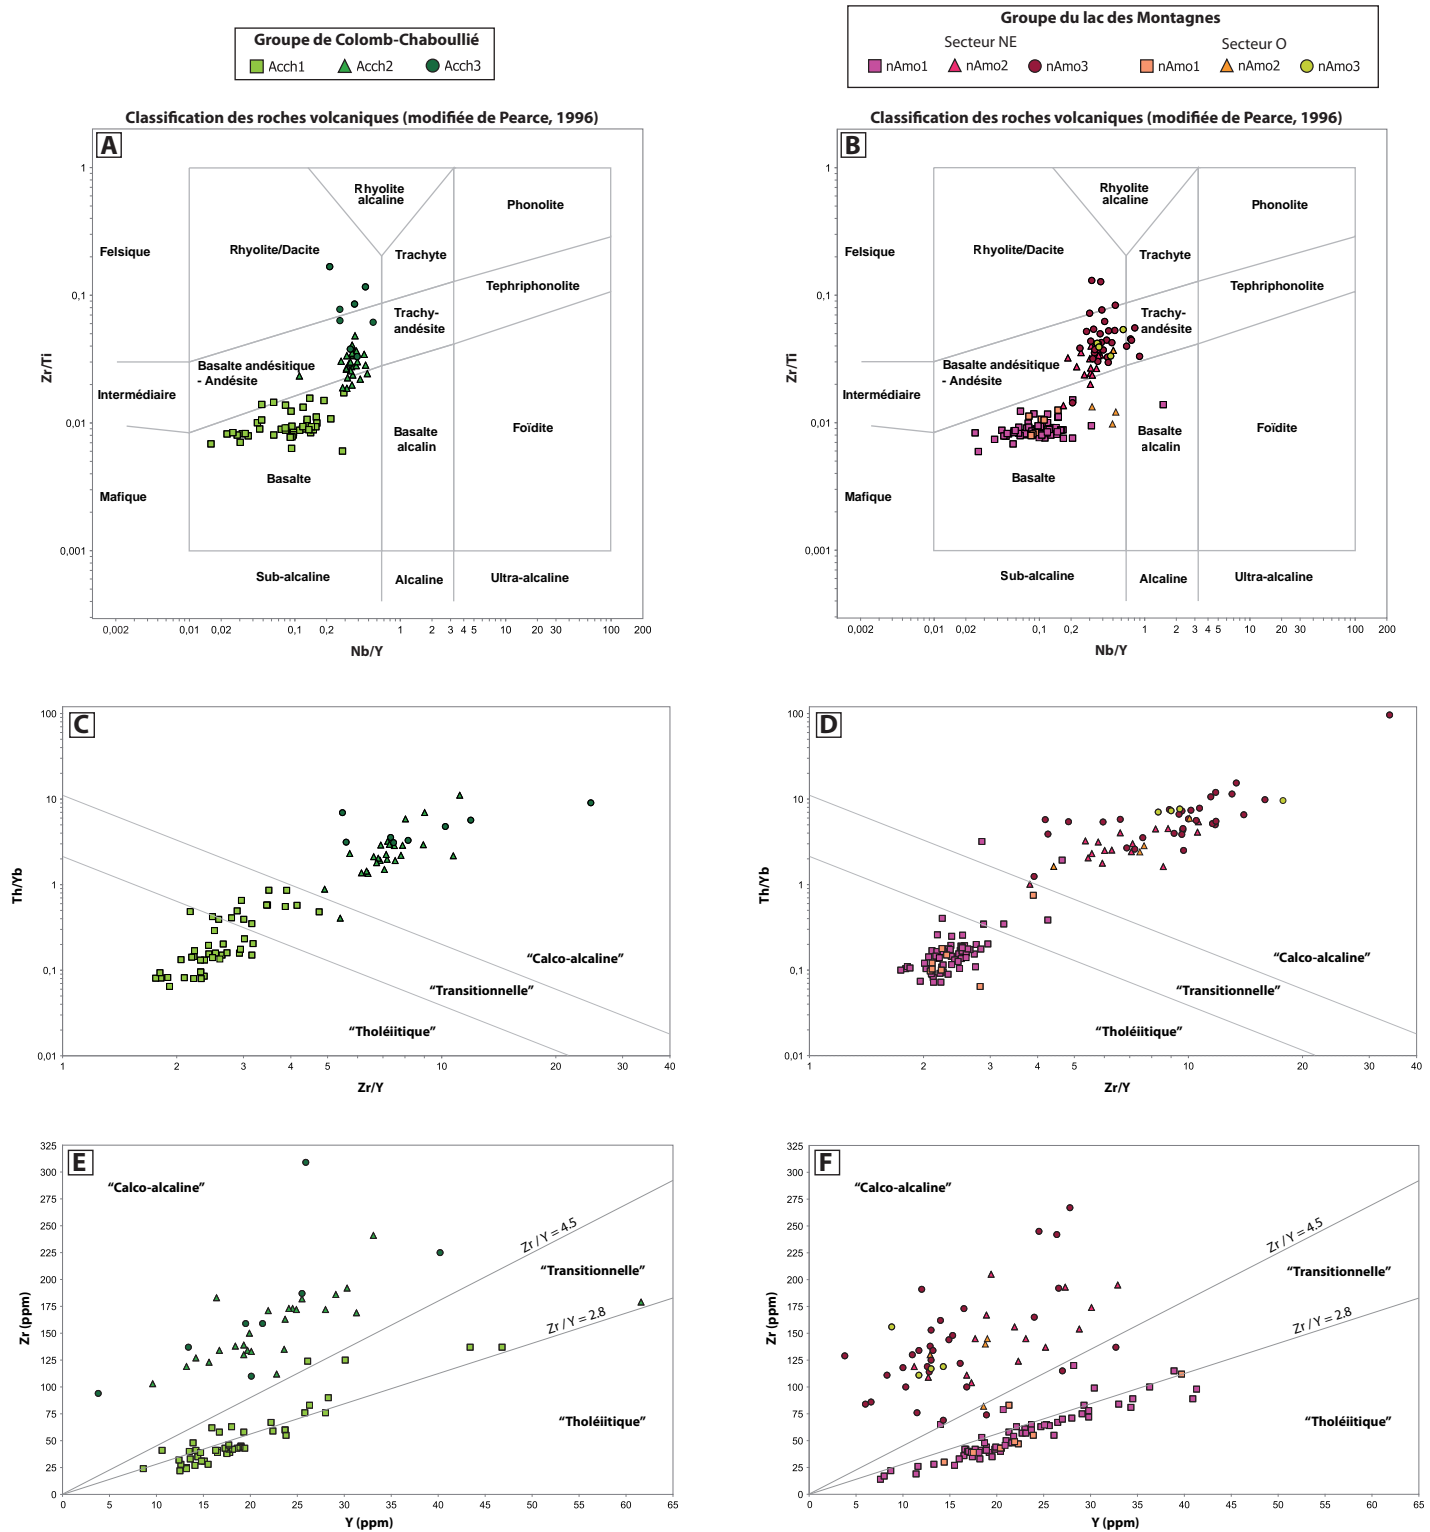 Groupe de Colomb-Chaboullié
Acch1 Acch2 Acch3
Groupe du lac des Montagnes
Secteur NE Secteur O
nAmo1 nAmo2 nAmo3 nAmo1 nAmo2 nAmo3
Classification des roches volcaniques (modifiée de Pearce, 1996)
A
Rhyolite
alcaline
Phonolite
Felsique
Rhyolite/Dacite
Trachyte
Tephriphonolite
Trachy-
andésite
Basalte andésitique
- Andésite
Intermédiaire
Basalte
alcalin
Foïdite
Basalte
Mafique
Sub-alcaline Alcaline Ultra-alcaline
1
0,1
0,01
0,001
Zr/Ti
0,002 0,01 0,02 0,1 0,2 1 2 3 4 5 10 20 30 100 200
Nb/Y
Classification des roches volcaniques (modifiée de Pearce, 1996)
B
Rhyolite
alcaline
Phonolite
Felsique
Rhyolite/Dacite
Trachyte
Tephriphonolite
Trachy-
andésite
Basalte andésitique
- Andésite
Intermédiaire
Basalte
alcalin
Foïdite
Basalte
Mafique
Sub-alcaline Alcaline Ultra-alcaline
1
0,1
0,01
0,001
Zr/Ti
0,002 0,01 0,02 0,1 0,2 1 2 3 4 5 10 20 30 100 200
Nb/Y
C
100
10
1
0,1
0,01
Th/Yb
“Calco-alcaline”
“Transitionnelle”
“Tholéiitique”
1 2 3 4 5 10 20 30 40
Zr/Y
D
100
10
1
0,1
0,01
Th/Yb
“Calco-alcaline”
“Transitionnelle”
“Tholéiitique”
1 2 3 4 5 10 20 30 40
Zr/Y
E
325
300
275
250
225
200
175
150
125
100
75
50
25
0
Zr (ppm)
“Calco-alcaline”
Zr / Y = 4.5
“Transitionnelle”
Zr / Y = 2.8
“Tholéiitique”
0 5 10 15 20 25 30 35 40 45 50 55 60 65
Y (ppm)
F
325
300
275
250
225
200
175
150
125
100
75
50
25
0
Zr (ppm)
“Calco-alcaline”
Zr / Y = 4.5
“Transitionnelle”
Zr / Y = 2.8
“Tholéiitique”
0 5 10 15 20 25 30 35 40 45 50 55 60 65
Y (ppm)